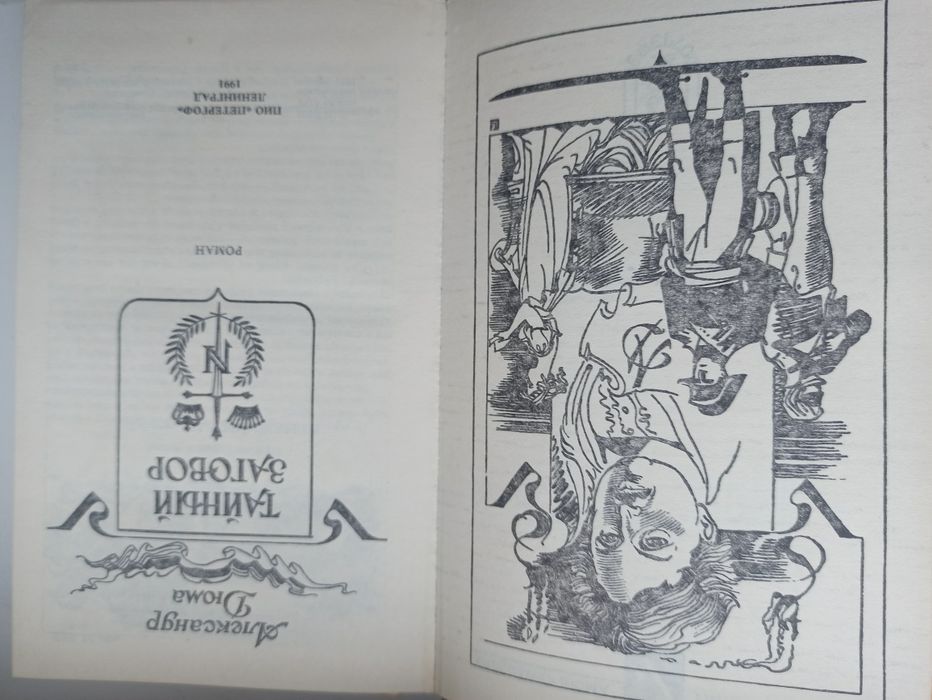 Александр
Дюма
ТАЙНЫЙ
ЗАГОВОР
N
РОМАН
ПИО «ПЕТЕРГОФ»
ЛЕНИНГРАД
1991